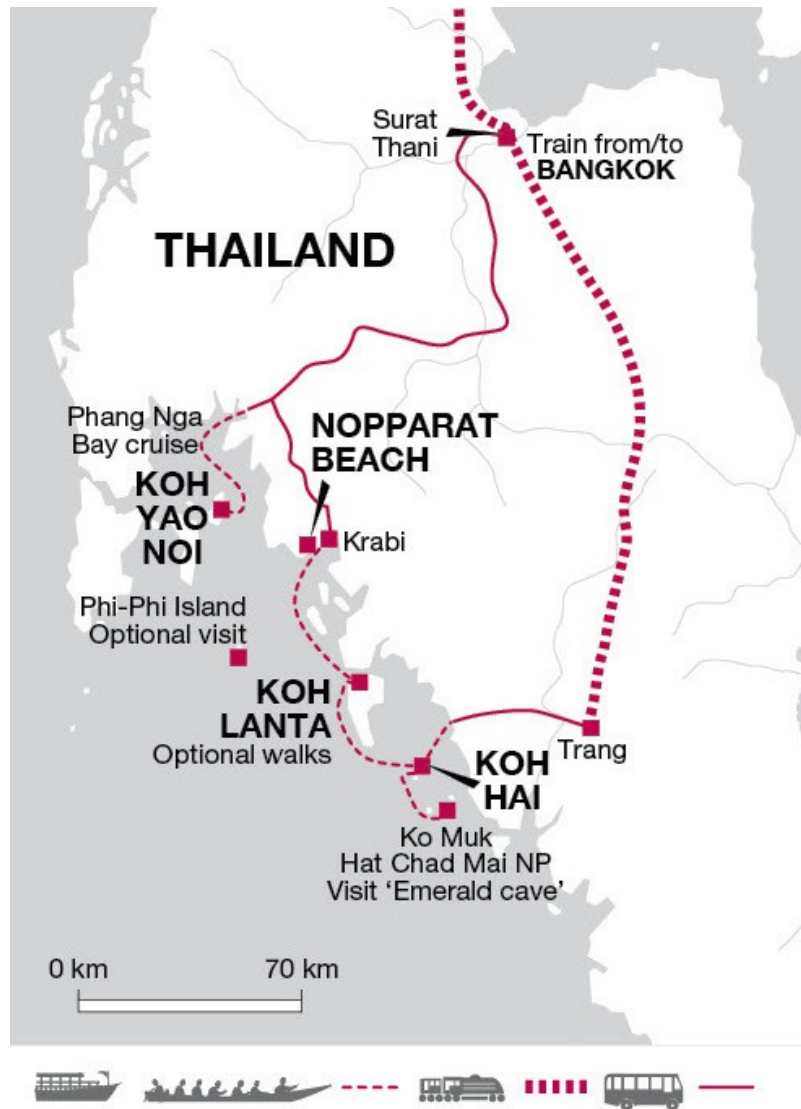 Surat
Thani
Train from/to
BANGKOK
THAILAND
Phang Nga
Bay cruise
NOPPARAT
BEACH
KOH
YAO
NOI
Krabi
Phi-Phi Island
Optional visit
KOH
LANTA
Optional walks
KOH
HAI
Trang
Ko Muk
Hat Chad Mai NP
Visit ‘Emerald cave’
0 km 70 km